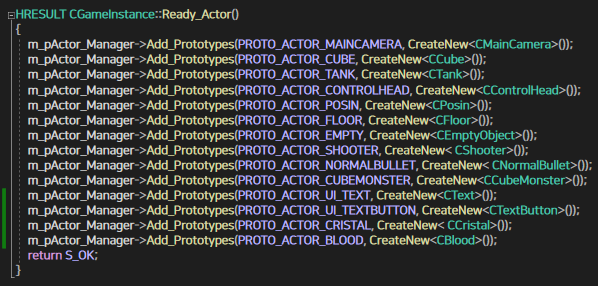 HRESULT CGameInstance::Ready_Actor()
{
m_pActor_Manager->Add_Prototypes(PROTO_ACTOR_MAINCAMERA, CreateNew<CMainCamera>());
m_pActor_Manager->Add_Prototypes(PROTO_ACTOR_CUBE, CreateNew<CCube>());
m_pActor_Manager->Add_Prototypes(PROTO_ACTOR_TANK, CreateNew<CTank>());
m_pActor_Manager->Add_Prototypes(PROTO_ACTOR_CONTROLHEAD, CreateNew<CControlHead>());
m_pActor_Manager->Add_Prototypes(PROTO_ACTOR_POSIN, CreateNew<CPosin>());
m_pActor_Manager->Add_Prototypes(PROTO_ACTOR_FLOOR, CreateNew<CFloor>());
m_pActor_Manager->Add_Prototypes(PROTO_ACTOR_EMPTY, CreateNew<CEmptyObject>());
m_pActor_Manager->Add_Prototypes(PROTO_ACTOR_SHOOTER, CreateNew< CShooter>());
m_pActor_Manager->Add_Prototypes(PROTO_ACTOR_NORMALBULLET, CreateNew< CNormalBullet>());
m_pActor_Manager->Add_Prototypes(PROTO_ACTOR_CUBEMONSTER, CreateNew<CCubeMonster>());
m_pActor_Manager->Add_Prototypes(PROTO_ACTOR_UI_TEXT, CreateNew<CText>());
m_pActor_Manager->Add_Prototypes(PROTO_ACTOR_UI_TEXTBUTTON, CreateNew<CTextButton>());
m_pActor_Manager->Add_Prototypes(PROTO_ACTOR_CRISTAL, CreateNew< CCristal>());
m_pActor_Manager->Add_Prototypes(PROTO_ACTOR_BLOOD, CreateNew<CBlood>());
return S_OK;
}